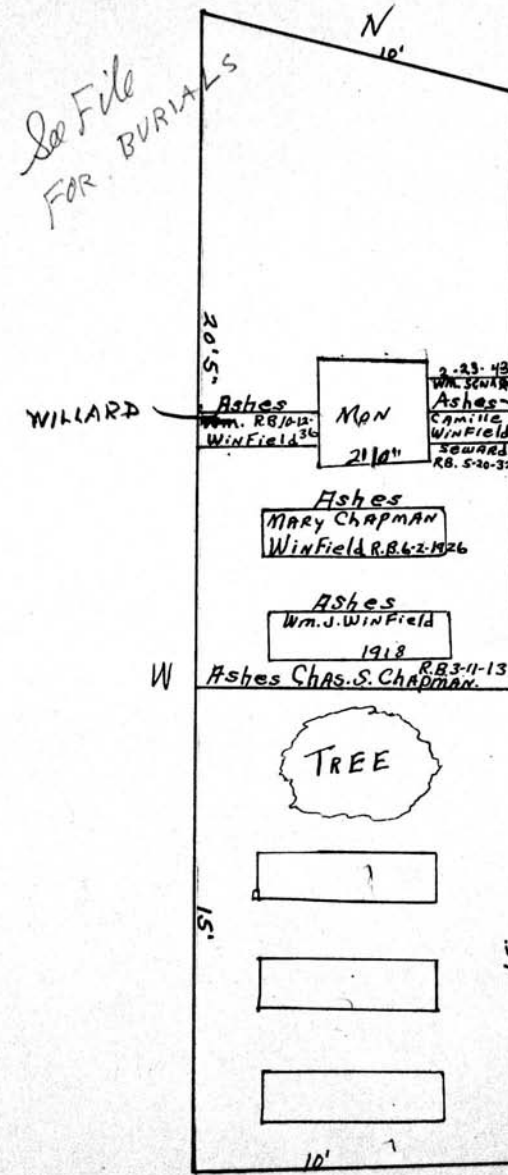 N
10'
See File
FOR BURIALS
20'5"
WILLARD
Ashes
Wm. RB 10-12-
WinField 36
MON
2'10"
2-23-43
Wm.
Ashes
CAMille
WinField
SEWARD
RB. 5-20-32
Ashes
MARY CHAPMAN
WinField R.B. 6-2-1926
Ashes
Wm. J. WinField
1918
W
Ashes CHAS. S. CHAPMAN. R.B. 3-11-13
TREE
15'
10'